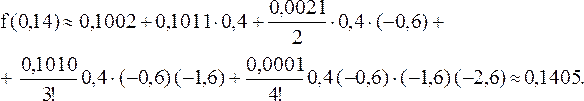 f(0,14) ≈ 0,1002 + 0,1011 · 0,4 + 0,0021/2 · 0,4 · (−0,6) +
+ 0,1010/3! 0,4 · (−0,6) (−1,6) + 0,0001/4! 0,4 (−0,6) · (−1,6) (−2,6) ≈ 0,1405.